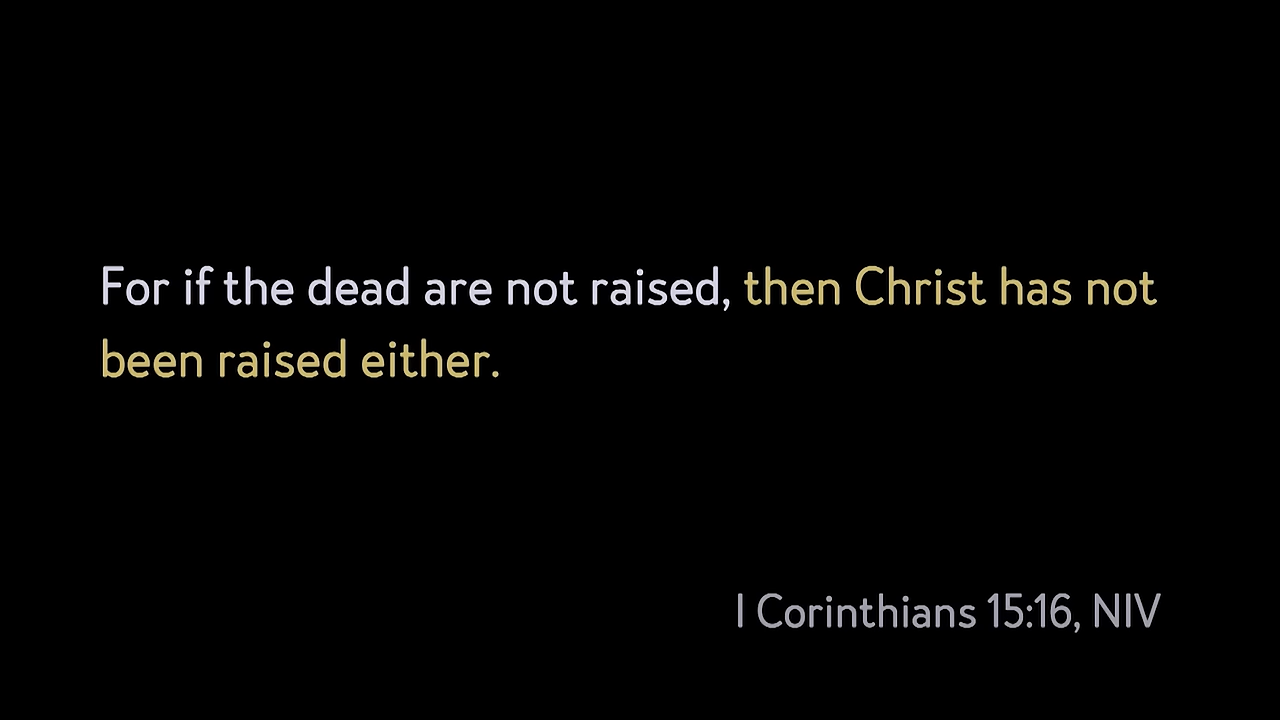 For if the dead are not raised, then Christ has not
been raised either.
I Corinthians 15:16, NIV